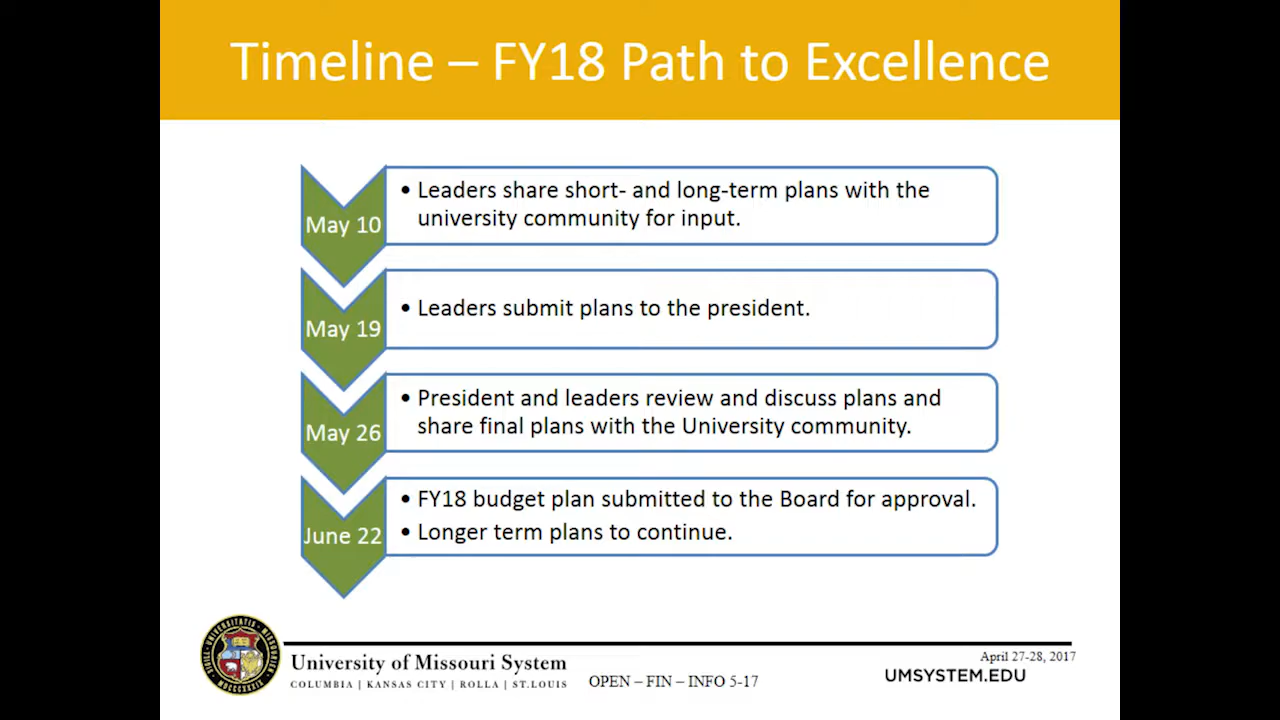 Timeline – FY18 Path to Excellence
May 10
• Leaders share short- and long-term plans with the
university community for input.
May 19
• Leaders submit plans to the president.
May 26
• President and leaders review and discuss plans and
share final plans with the University community.
June 22
• FY18 budget plan submitted to the Board for approval.
• Longer term plans to continue.
University of Missouri System
COLUMBIA | KANSAS CITY | ROLLA | ST.LOUIS
OPEN – FIN – INFO 5-17
April 27-28, 2017
UMSYSTEM.EDU